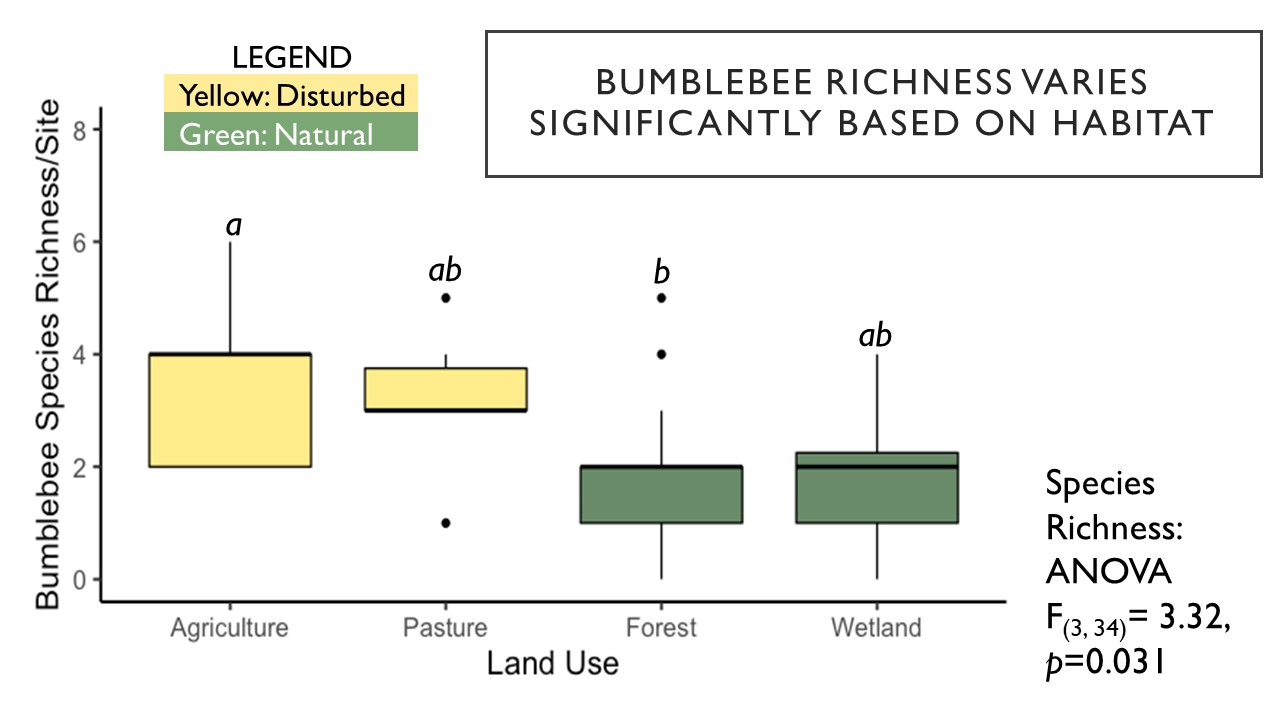 LEGEND
Yellow: Disturbed
Green: Natural
BUMBLEBEE RICHNESS VARIES
SIGNIFICANTLY BASED ON HABITAT
Bumblebee Species Richness/Site
8
6
4
2
0
a
ab
b
ab
Agriculture
Pasture
Forest
Wetland
Land Use
Species
Richness:
ANOVA
F(3, 34)= 3.32,
p=0.031